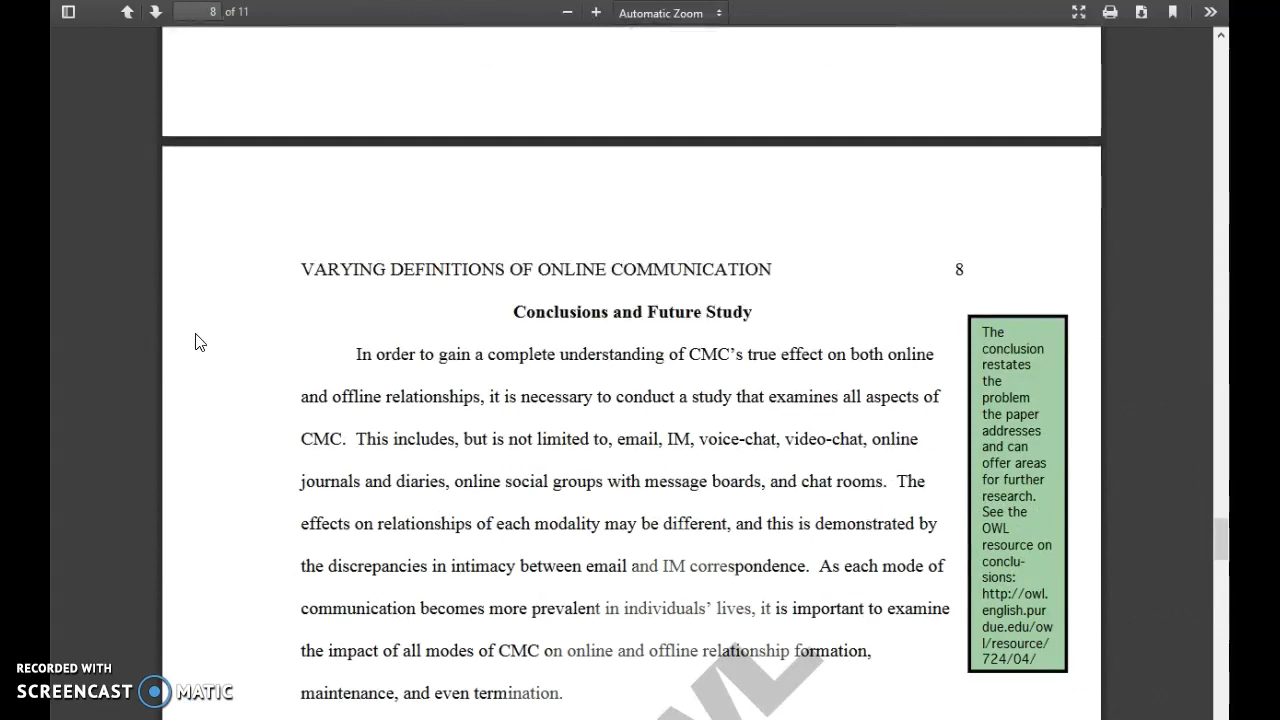 8 of 11
Automatic Zoom
VARYING DEFINITIONS OF ONLINE COMMUNICATION 8
Conclusions and Future Study
In order to gain a complete understanding of CMC’s true effect on both online
and offline relationships, it is necessary to conduct a study that examines all aspects of
CMC.  This includes, but is not limited to, email, IM, voice-chat, video-chat, online
journals and diaries, online social groups with message boards, and chat rooms.  The
effects on relationships of each modality may be different, and this is demonstrated by
the discrepancies in intimacy between email and IM correspondence.  As each mode of
communication becomes more prevalent in individuals’ lives, it is important to examine
the impact of all modes of CMC on online and offline relationship formation,
maintenance, and even termination.
The
conclusion
restates
the
problem
the paper
addresses
and can
offer areas
for further
research.
See the
OWL
resource on
conclu-
sions:
http://owl.
english.pur
due.edu/ow
l/resource/
724/04/
WL
RECORDED WITH
SCREENCAST MATIC